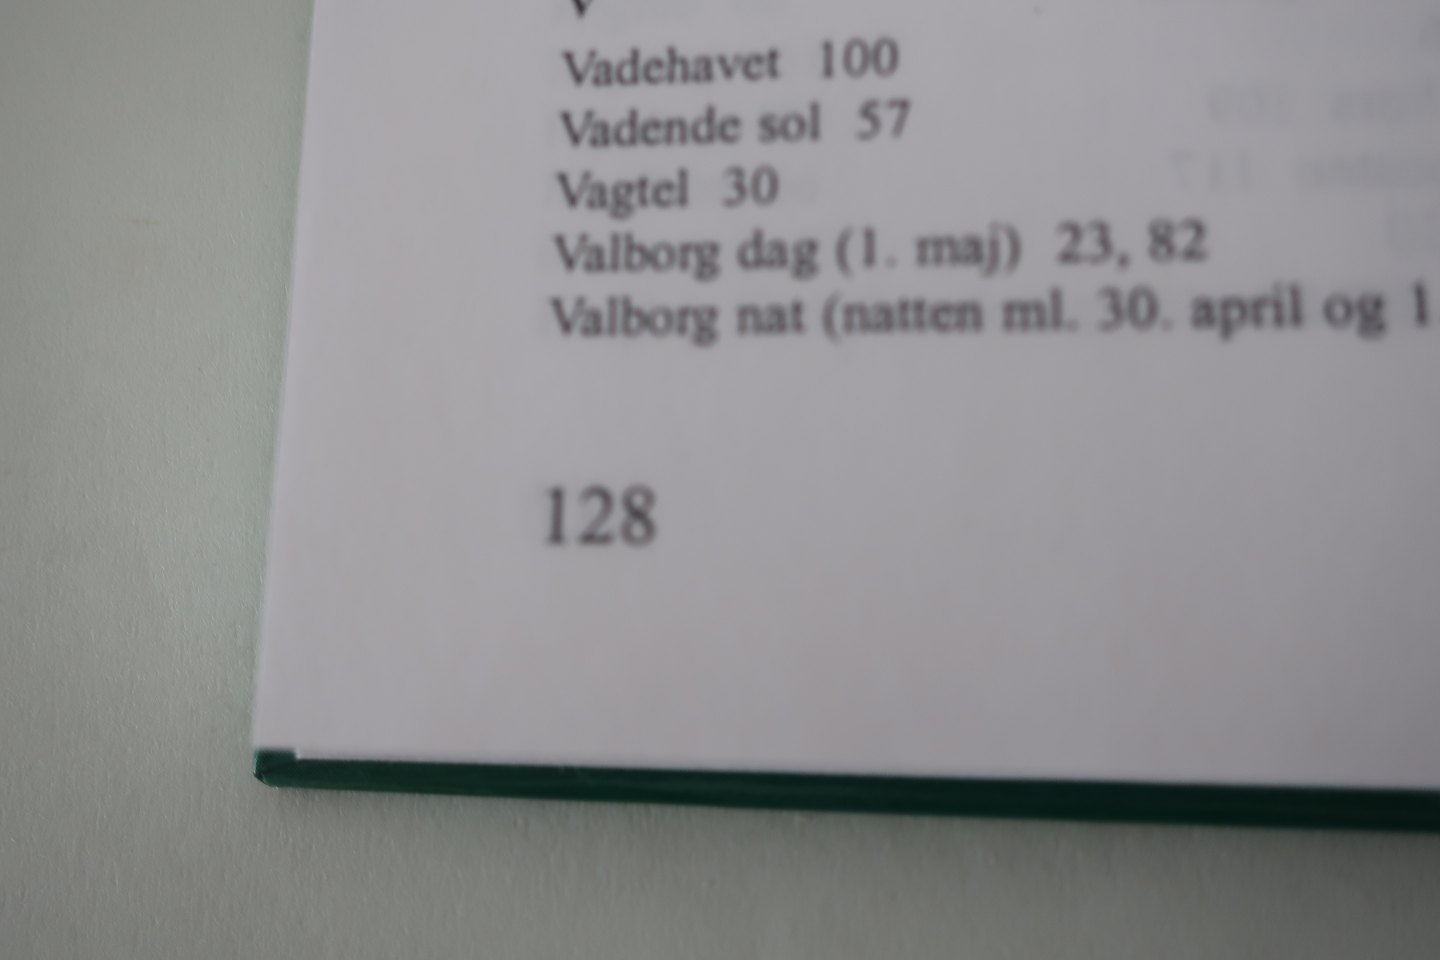 V
Vadehavet 100
Vadende sol 57
Vagtel 30
Valborg dag (1. maj) 23, 82
Valborg nat (natten ml. 30. april og 1.
128